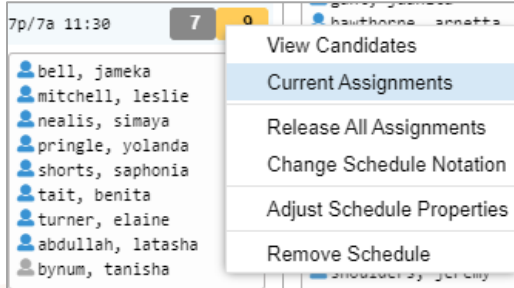 7p/7a 11:30 7 9
bell, jameka
mitchell, leslie
nealis, simaya
pringle, yolanda
shorts, saphonia
tait, benita
turner, elaine
abdullah, latasha
bynum, tanisha
hawthorne, arnetta
View Candidates
Current Assignments
Release All Assignments
Change Schedule Notation
Adjust Schedule Properties
Remove Schedule